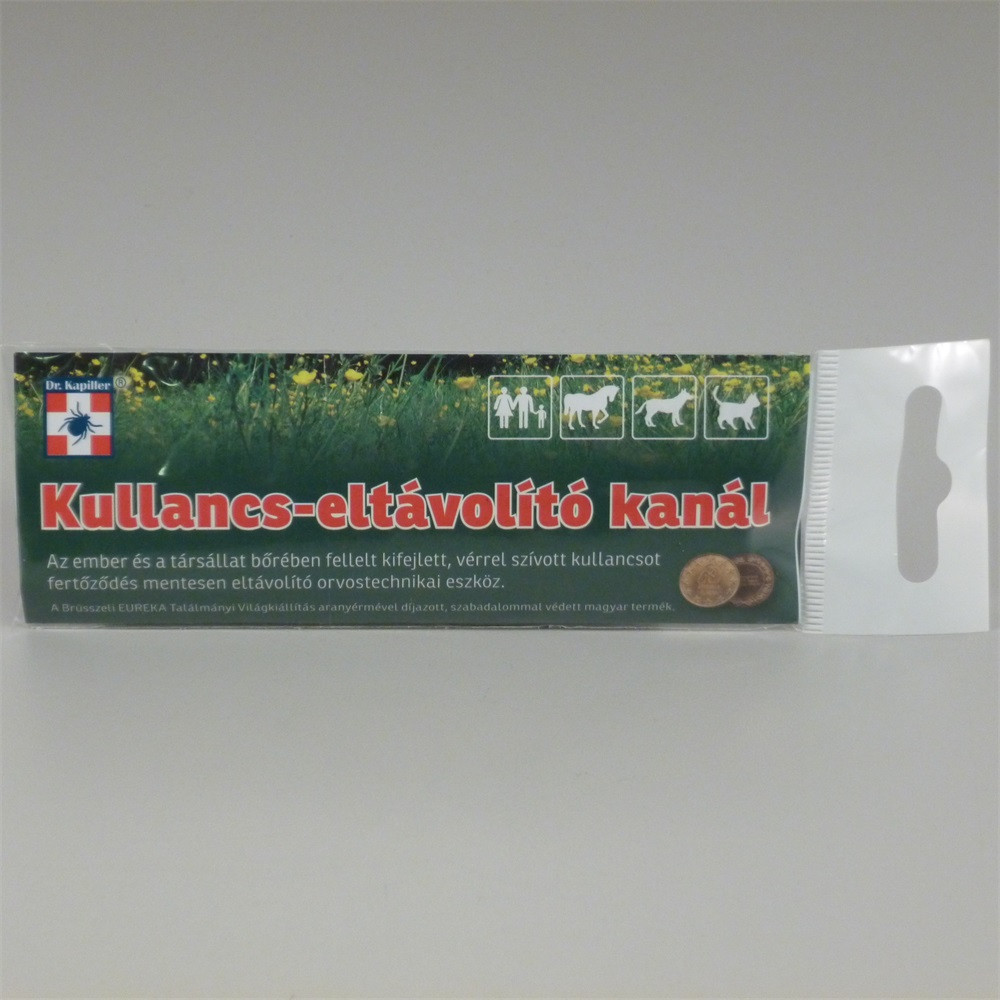 Dr. Kapiller®
Kullancs-eltávolító kanál
Az ember és a társállat bőrében fellelt kifejlett, vérrel szívott kullancsot
fertőződés mentesen eltávolító orvostechnikai eszköz.
A Brüsszeli EUREKA Találmányi Világkiállítás aranyérmével díjazott, szabadalommal védett magyar termék.